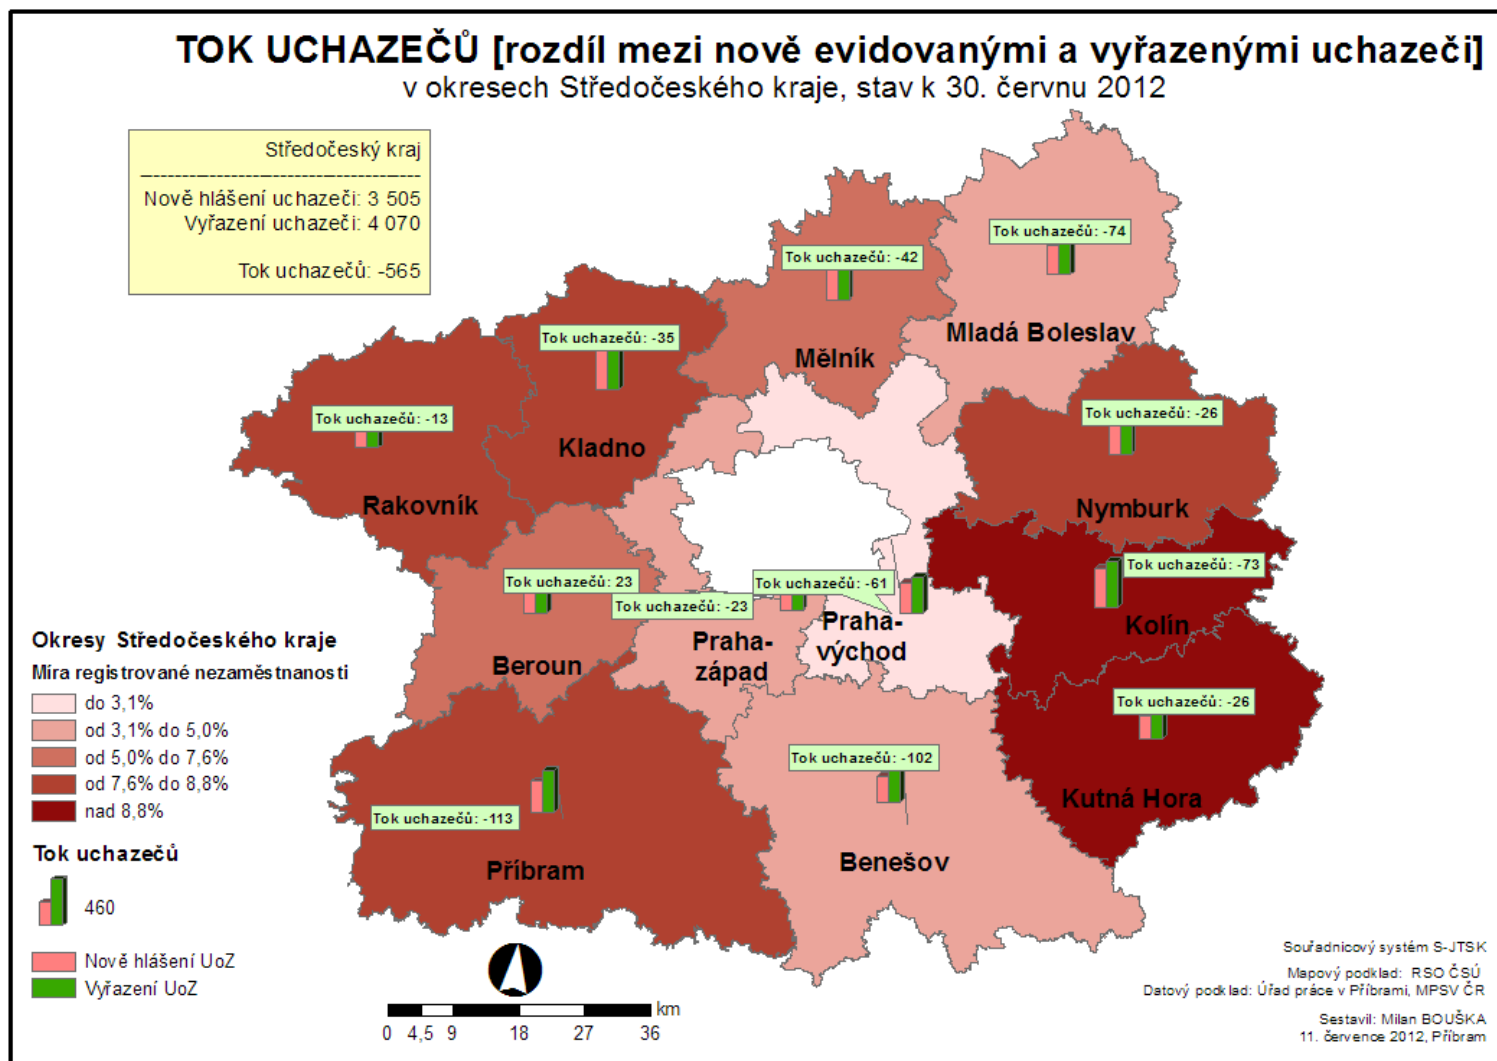 TOK UCHAZEČŮ [rozdíl mezi nově evidovanými a vyřazenými uchazeči]
v okresech Středočeského kraje, stav k 30. červnu 2012
Středočeský kraj
Nově hlášení uchazeči: 3 505
Vyřazení uchazeči: 4 070
Tok uchazečů: -565
Tok uchazečů: -74
Tok uchazečů: -42
Mladá Boleslav
Tok uchazečů: -35
Mělník
Tok uchazečů: -13
Tok uchazečů: -26
Kladno
Rakovník
Nymburk
Tok uchazečů: -73
Tok uchazečů: 23
Tok uchazečů: -61
Tok uchazečů: -23
Kolín
Praha-
východ
Praha-
západ
Beroun
Tok uchazečů: -26
Tok uchazečů: -102
Kutná Hora
Tok uchazečů: -113
Benešov
Příbram
Okresy Středočeského kraje
Míra registrované nezaměstnanosti
do 3,1%
od 3,1% do 5,0%
od 5,0% do 7,6%
od 7,6% do 8,8%
nad 8,8%
Tok uchazečů
460
Nově hlášení UoZ
Vyřazení UoZ
km
0 4,5 9 18 27 36
Souřadnicový systém S-JTSK
Mapový podklad: RSO ČSÚ
Datový podklad: Úřad práce v Příbrami, MPSV ČR
Sestavil: Milan BOUŠKA
11. července 2012, Příbram